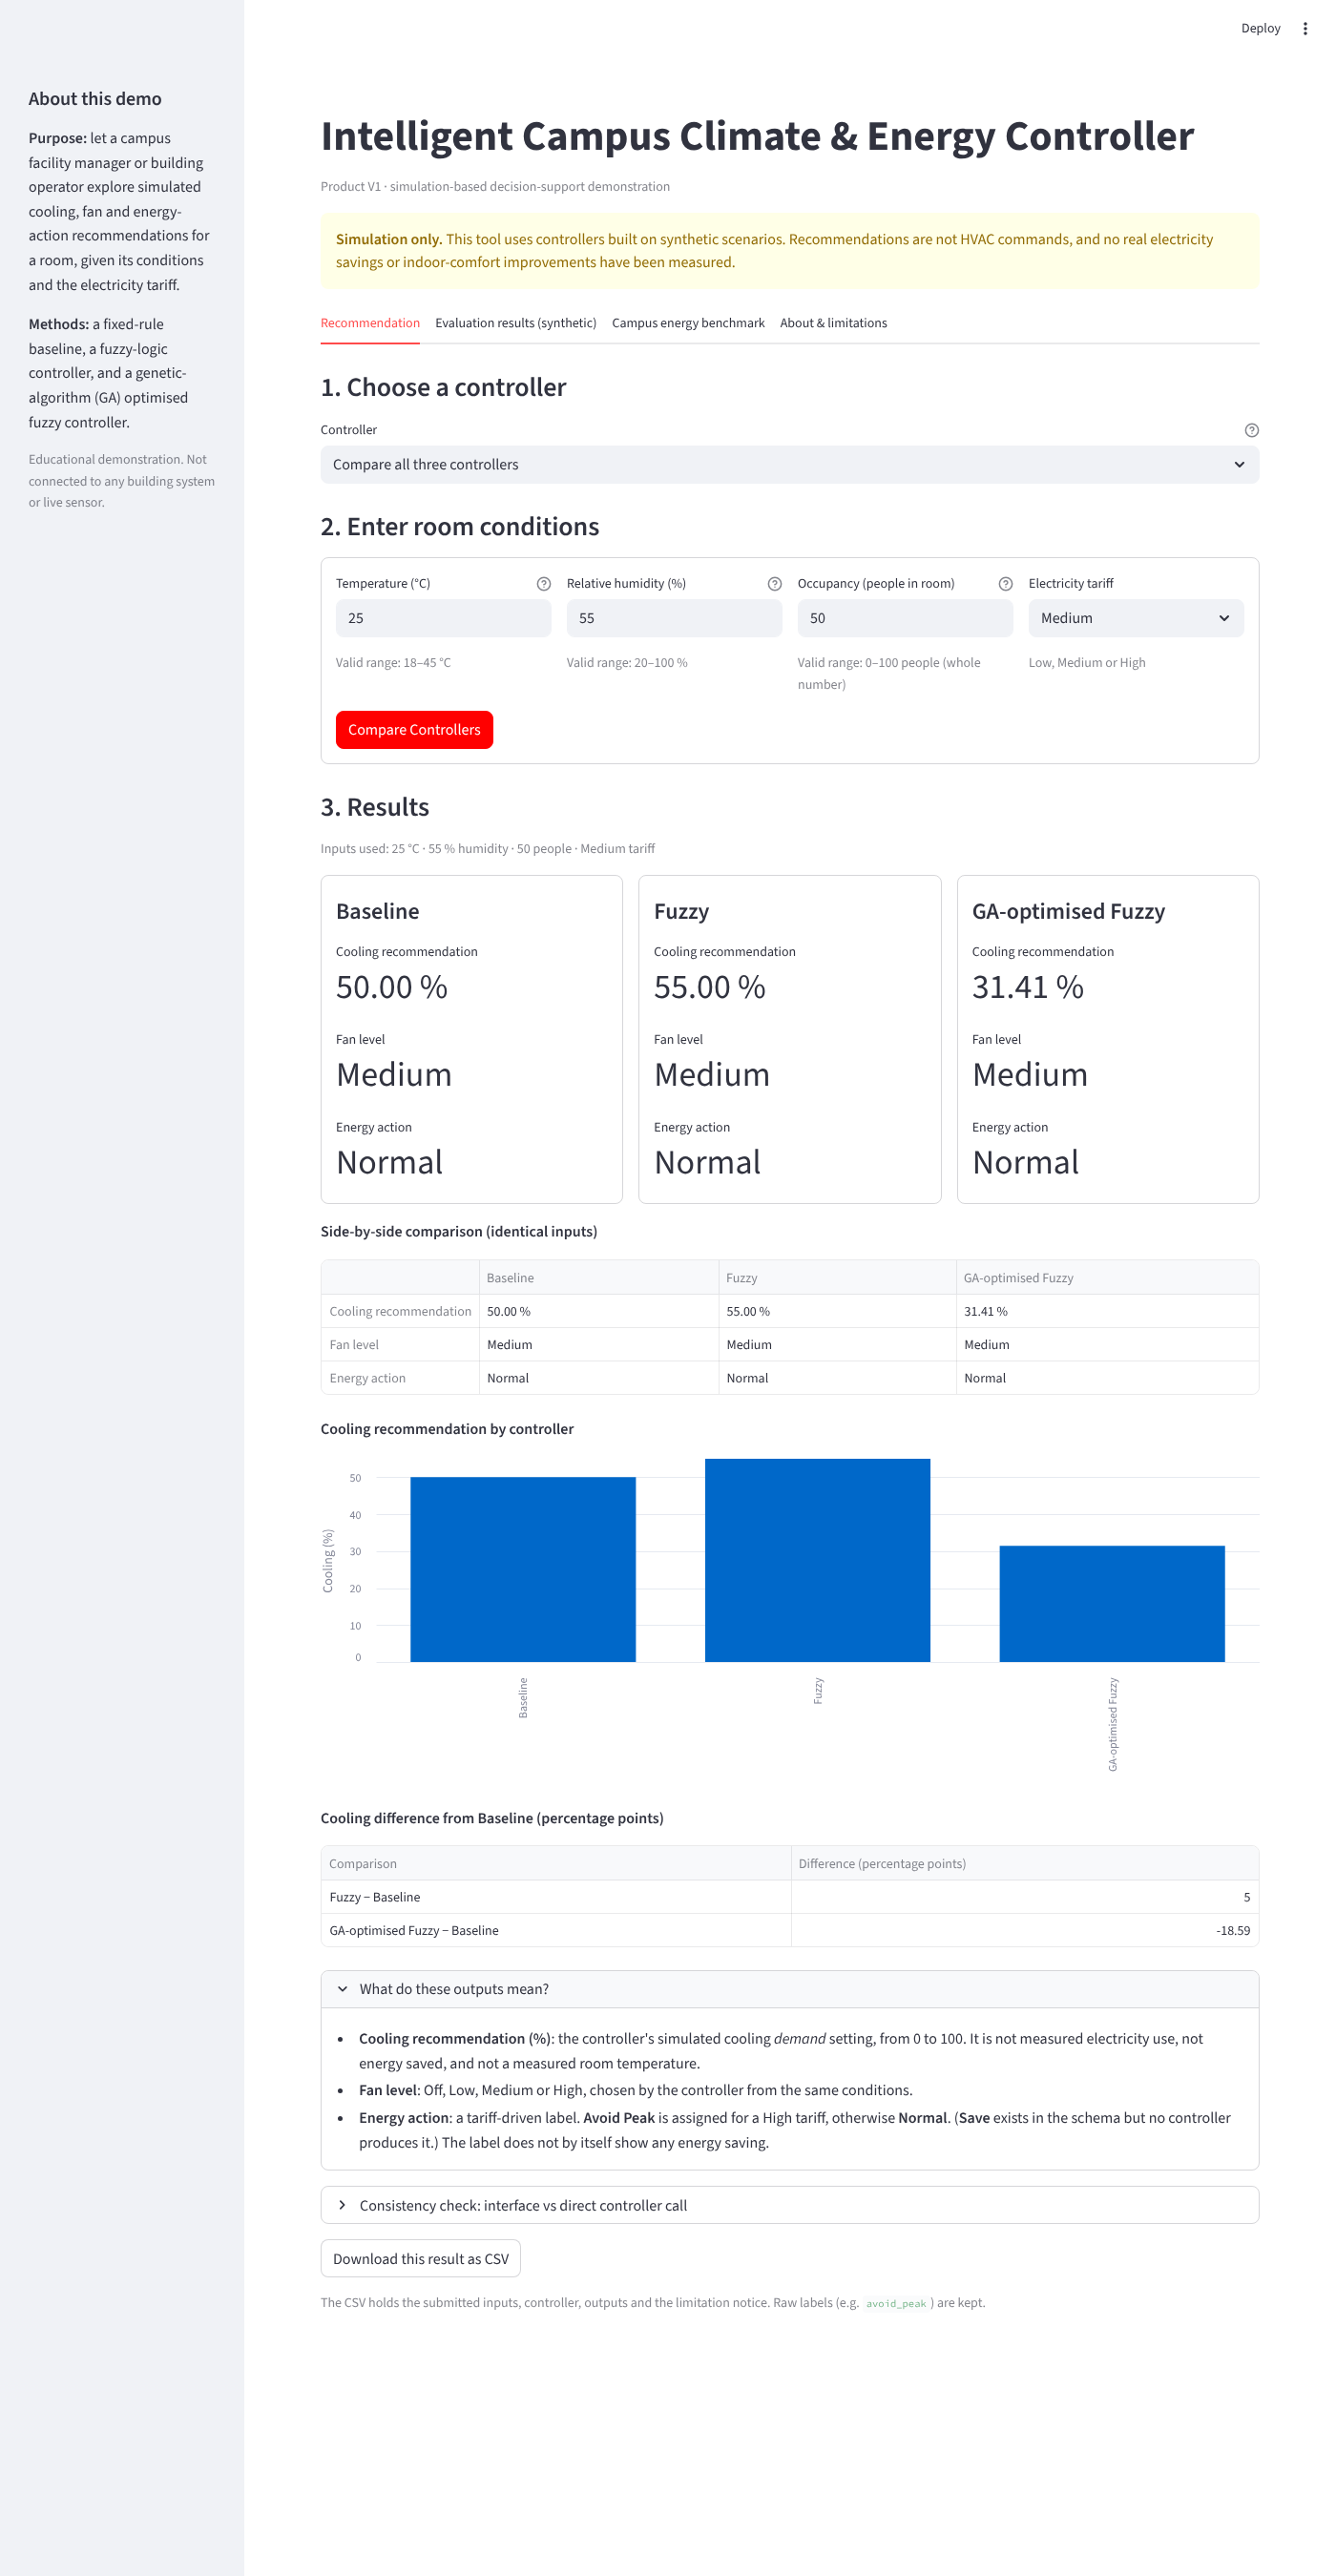 Deploy
About this demo
Purpose: let a campus
facility manager or building
operator explore simulated
cooling, fan and energy-
action recommendations for
a room, given its conditions
and the electricity tariff.
Methods: a fixed-rule
baseline, a fuzzy-logic
controller, and a genetic-
algorithm (GA) optimised
fuzzy controller.
Educational demonstration. Not
connected to any building system
or live sensor.
Intelligent Campus Climate & Energy Controller
Product V1 · simulation-based decision-support demonstration
Simulation only. This tool uses controllers built on synthetic scenarios. Recommendations are not HVAC commands, and no real electricity
savings or indoor-comfort improvements have been measured.
Recommendation Evaluation results (synthetic) Campus energy benchmark About & limitations
1. Choose a controller
Controller
Compare all three controllers
2. Enter room conditions
Temperature (°C) Relative humidity (%) Occupancy (people in room) Electricity tariff
25 55 50 Medium
Valid range: 18–45 °C Valid range: 20–100 % Valid range: 0–100 people (whole Low, Medium or High
number)
Compare Controllers
3. Results
Inputs used: 25 °C · 55 % humidity · 50 people · Medium tariff
Baseline Fuzzy GA-optimised Fuzzy
Cooling recommendation Cooling recommendation Cooling recommendation
50.00 % 55.00 % 31.41 %
Fan level Fan level Fan level
Medium Medium Medium
Energy action Energy action Energy action
Normal Normal Normal
Side-by-side comparison (identical inputs)
Baseline Fuzzy GA-optimised Fuzzy
Cooling recommendation 50.00 % 55.00 % 31.41 %
Fan level Medium Medium Medium
Energy action Normal Normal Normal
Cooling recommendation by controller
Cooling (%)
50
40
30
20
10
0
Baseline Fuzzy GA-optimised Fuzzy
Cooling difference from Baseline (percentage points)
Comparison Difference (percentage points)
Fuzzy − Baseline 5
GA-optimised Fuzzy − Baseline -18.59
What do these outputs mean?
• Cooling recommendation (%): the controller's simulated cooling demand setting, from 0 to 100. It is not measured electricity use, not
energy saved, and not a measured room temperature.
• Fan level: Off, Low, Medium or High, chosen by the controller from the same conditions.
• Energy action: a tariff-driven label. Avoid Peak is assigned for a High tariff, otherwise Normal. (Save exists in the schema but no controller
produces it.) The label does not by itself show any energy saving.
Consistency check: interface vs direct controller call
Download this result as CSV
The CSV holds the submitted inputs, controller, outputs and the limitation notice. Raw labels (e.g. avoid_peak ) are kept.